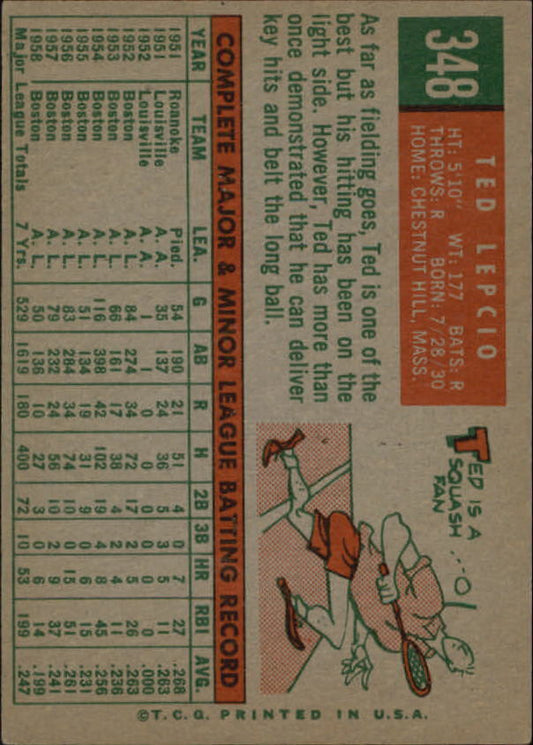 348
TED LEPCIO
HT: 5'10" WT: 177 BATS: R
THROWS: R BORN: 7/28/30
HOME: CHESTNUT HILL, MASS.
As far as fielding goes, Ted is one of the
best but his hitting has been on the
light side. However, Ted has more than
once demonstrated that he can deliver
key hits and belt the long ball.
TED IS A
SQUASH
FAN
COMPLETE MAJOR & MINOR LEAGUE BATTING RECORD
YEAR TEAM LEA. G AB R H 2B 3B HR RBI AVG.
1951 Roanoke Pied. 54 190 21 51 4 0 7 27 .268
1951 Louisville A. A. 35 137 24 36 5 3 11 .263
1952 Louisville A. A. 1 0 0 0 0 0 0 0 .000
1952 Boston A. L. 84 274 34 72 17 2 5 26 .263
1953 Boston A. L. 66 161 17 38 4 2 4 11 .236
1954 Boston A. L. 116 398 42 102 19 4 8 45 .256
1955 Boston A. L. 51 134 19 31 9 0 6 15 .231
1956 Boston A. L. 83 284 34 74 10 0 15 51 .261
1957 Boston A. L. 79 232 24 56 10 2 9 37 .241
1958 Boston A. L. 50 136 10 27 3 0 6 14 .199
Major League Totals 7 Yrs. 529 1619 180 400 72 10 53 199 .247
©T.C.G. PRINTED IN U.S.A.